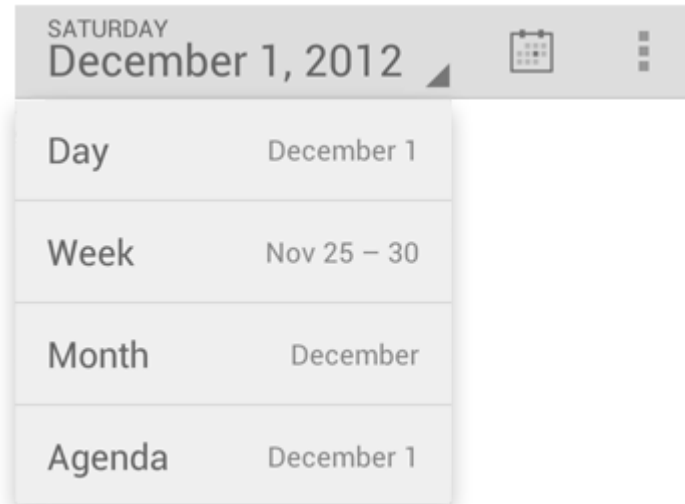 SATURDAY
December 1, 2012
Day December 1
Week Nov 25 – 30
Month December
Agenda December 1